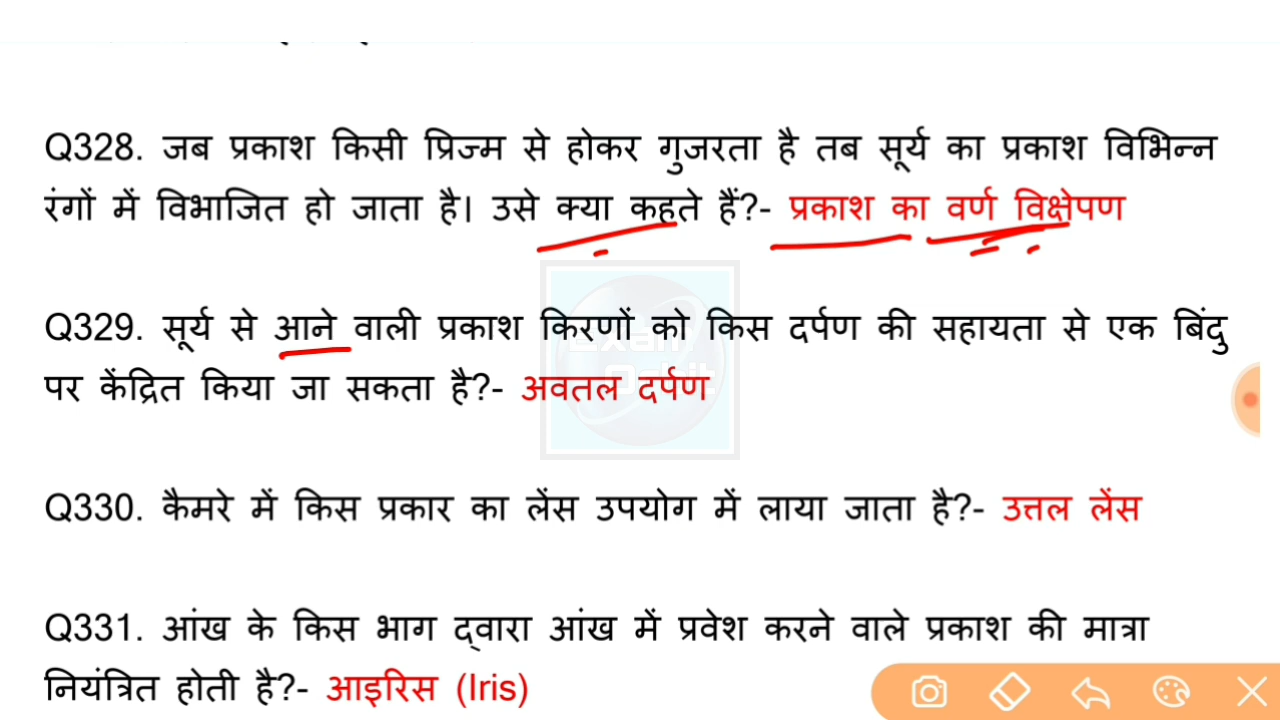 Q328. जब प्रकाश किसी प्रिज्म से होकर गुजरता है तब सूर्य का प्रकाश विभिन्न
रंगों में विभाजित हो जाता है। उसे क्या कहते हैं?- प्रकाश का वर्ण विक्षेपण
Q329. सूर्य से आने वाली प्रकाश किरणों को किस दर्पण की सहायता से एक बिंदु
पर केंद्रित किया जा सकता है?- अवतल दर्पण
Q330. कैमरे में किस प्रकार का लेंस उपयोग में लाया जाता है?- उत्तल लेंस
Q331. आंख के किस भाग द्वारा आंख में प्रवेश करने वाले प्रकाश की मात्रा
नियंत्रित होती है?- आइरिस (Iris)